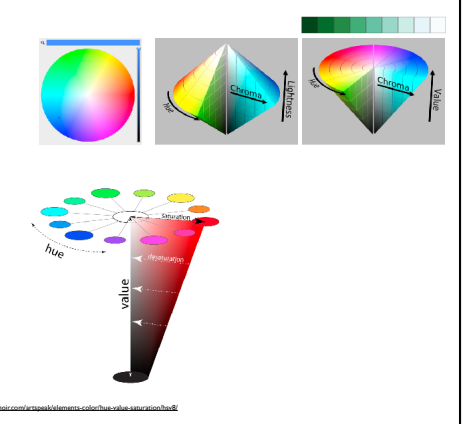 Hue
Chroma
Lightness
Hue
Chroma
Value
saturation
desaturation
hue
value
noir.com/artspeak/elements-color/hue-value-saturation/hsv8/